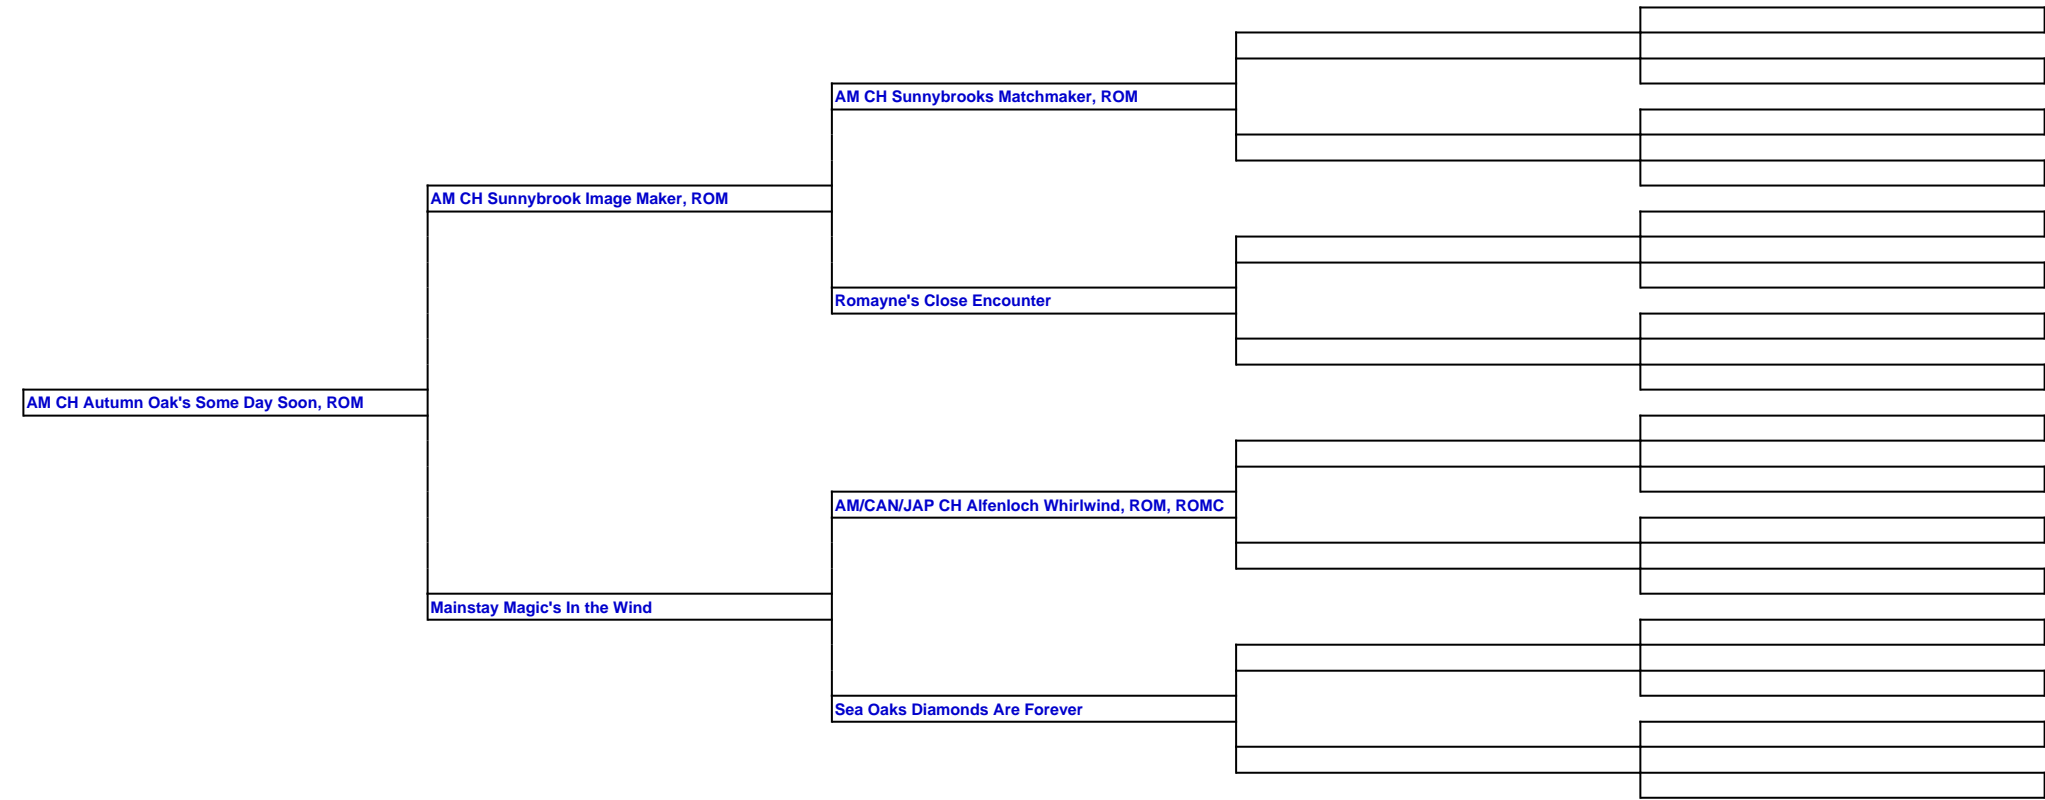 AM CH Sunnybrooks Matchmaker, ROM
AM CH Sunnybrook Image Maker, ROM
Romayne's Close Encounter
AM CH Autumn Oak's Some Day Soon, ROM
AM/CAN/JAP CH Alfenloch Whirlwind, ROM, ROMC
Mainstay Magic's In the Wind
Sea Oaks Diamonds Are Forever